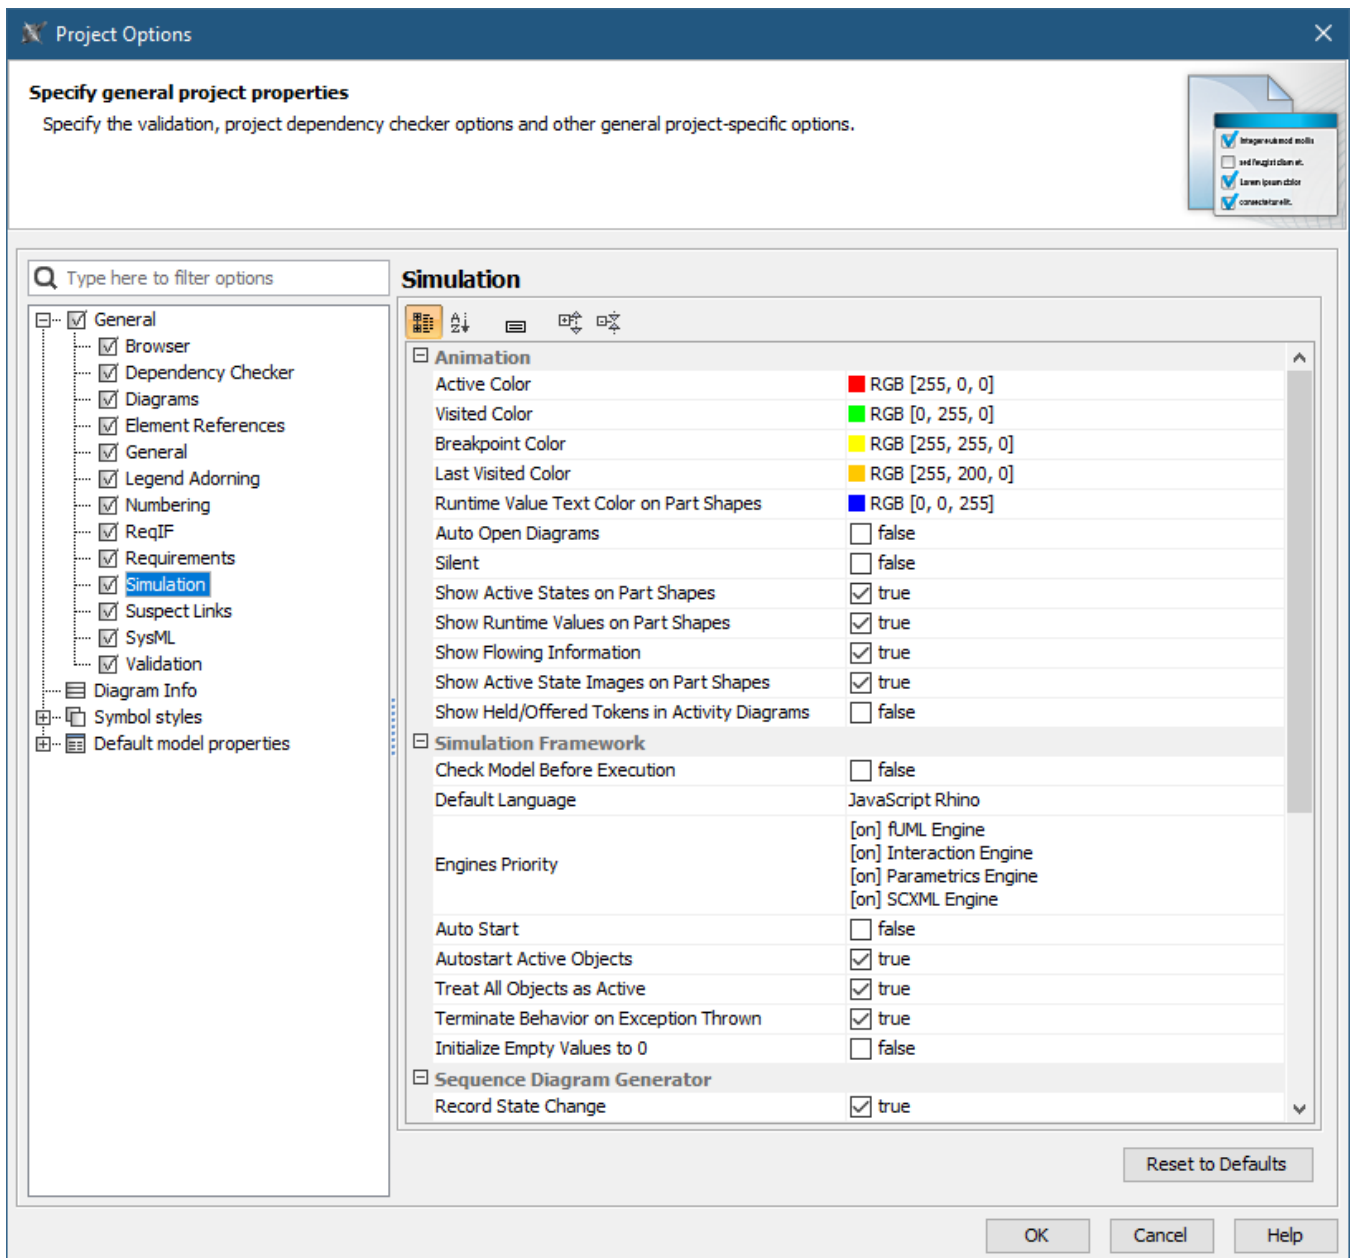 Project Options
Specify general project properties
Specify the validation, project dependency checker options and other general project-specific options.
sed feugist diam et.
Lorem ipsum dolor
consectetur elit.
Type here to filter options
General
Browser
Dependency Checker
Diagrams
Element References
General
Legend Adorning
Numbering
ReqIF
Requirements
Simulation
Suspect Links
SysML
Validation
Diagram Info
Symbol styles
Default model properties
Simulation
Animation
Active Color RGB [255, 0, 0]
Visited Color RGB [0, 255, 0]
Breakpoint Color RGB [255, 255, 0]
Last Visited Color RGB [255, 200, 0]
Runtime Value Text Color on Part Shapes RGB [0, 0, 255]
Auto Open Diagrams false
Silent false
Show Active States on Part Shapes true
Show Runtime Values on Part Shapes true
Show Flowing Information true
Show Active State Images on Part Shapes true
Show Held/Offered Tokens in Activity Diagrams false
Simulation Framework
Check Model Before Execution false
Default Language JavaScript Rhino
Engines Priority
[on] fUML Engine
[on] Interaction Engine
[on] Parametrics Engine
[on] SCXML Engine
Auto Start false
Autostart Active Objects true
Treat All Objects as Active true
Terminate Behavior on Exception Thrown true
Initialize Empty Values to 0 false
Sequence Diagram Generator
Record State Change true
Reset to Defaults
OK Cancel Help